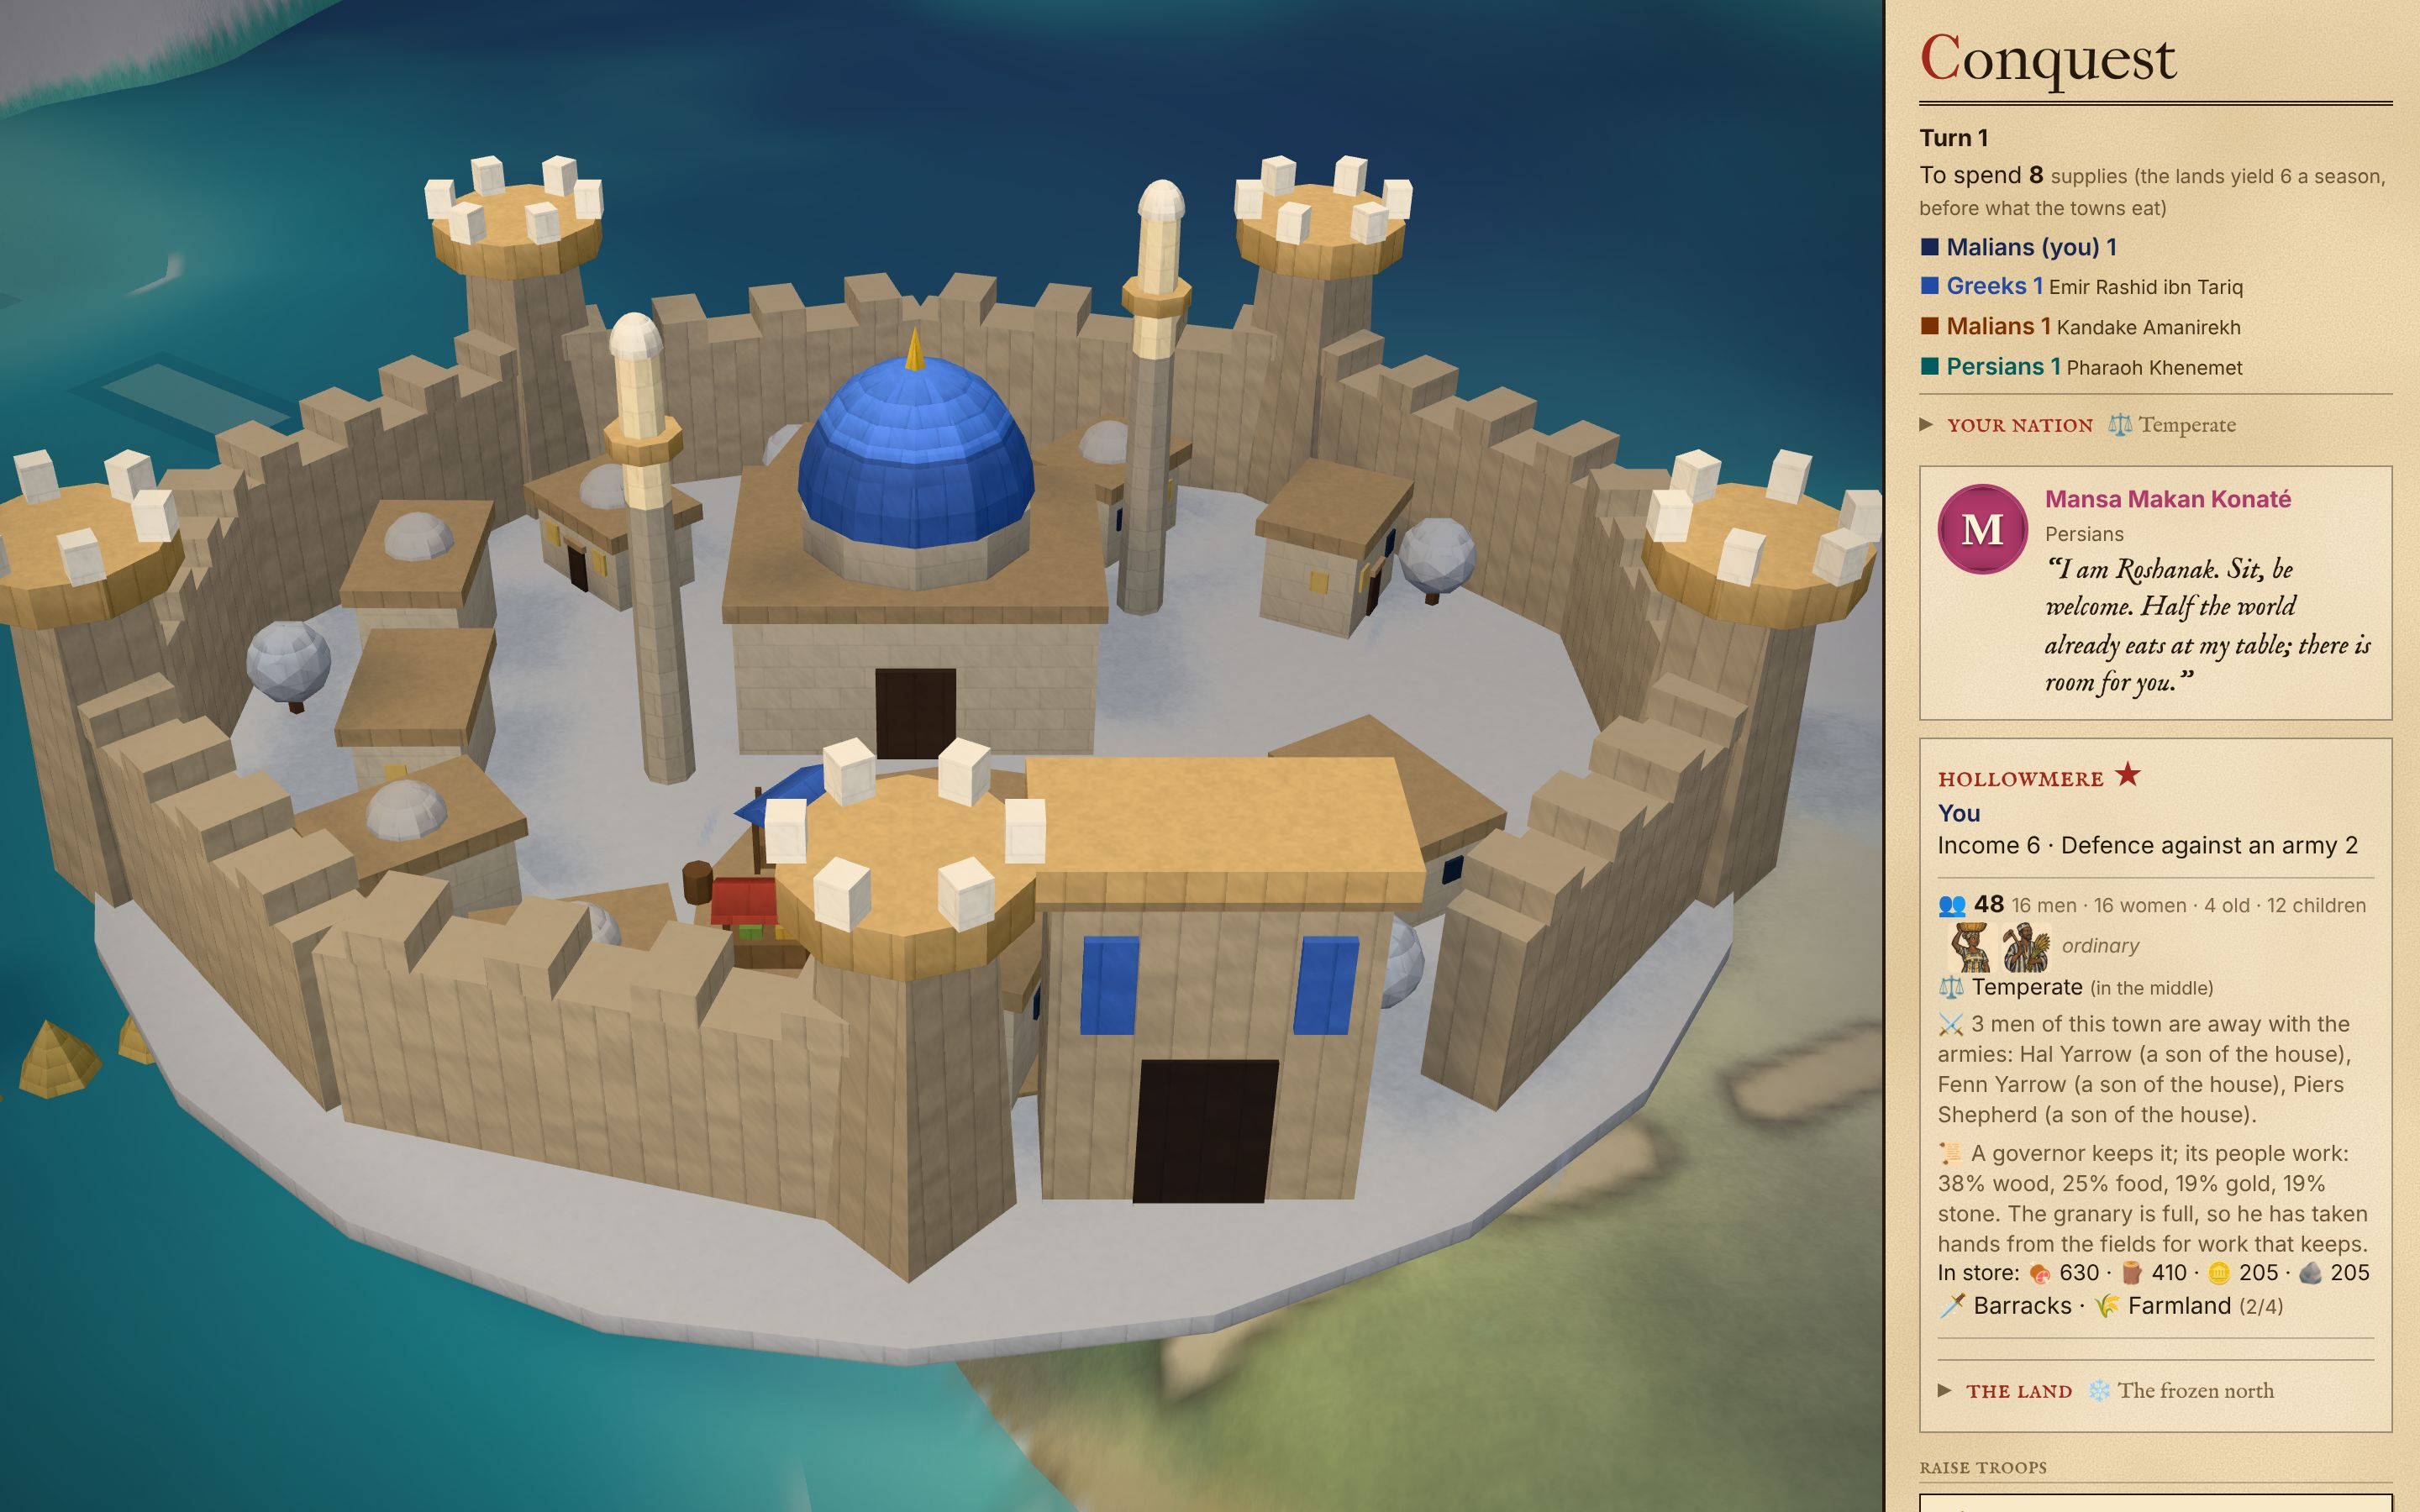 Conquest
Turn 1
To spend 8 supplies (the lands yield 6 a season,
before what the towns eat)
Malians (you) 1
Greeks 1 Emir Rashid ibn Tariq
Malians 1 Kandake Amanirekh
Persians 1 Pharaoh Khenemet
YOUR NATION Temperate
M
Mansa Makan Konaté
Persians
“I am Roshanak. Sit, be
welcome. Half the world
already eats at my table; there is
room for you.”
HOLLOWMERE
You
Income 6 · Defence against an army 2
48 16 men · 16 women · 4 old · 12 children
ordinary
Temperate (in the middle)
3 men of this town are away with the
armies: Hal Yarrow (a son of the house),
Fenn Yarrow (a son of the house), Piers
Shepherd (a son of the house).
A governor keeps it; its people work:
38% wood, 25% food, 19% gold, 19%
stone. The granary is full, so he has taken
hands from the fields for work that keeps.
In store: 630 · 410 · 205 · 205
Barracks · Farmland (2/4)
THE LAND The frozen north
RAISE TROOPS